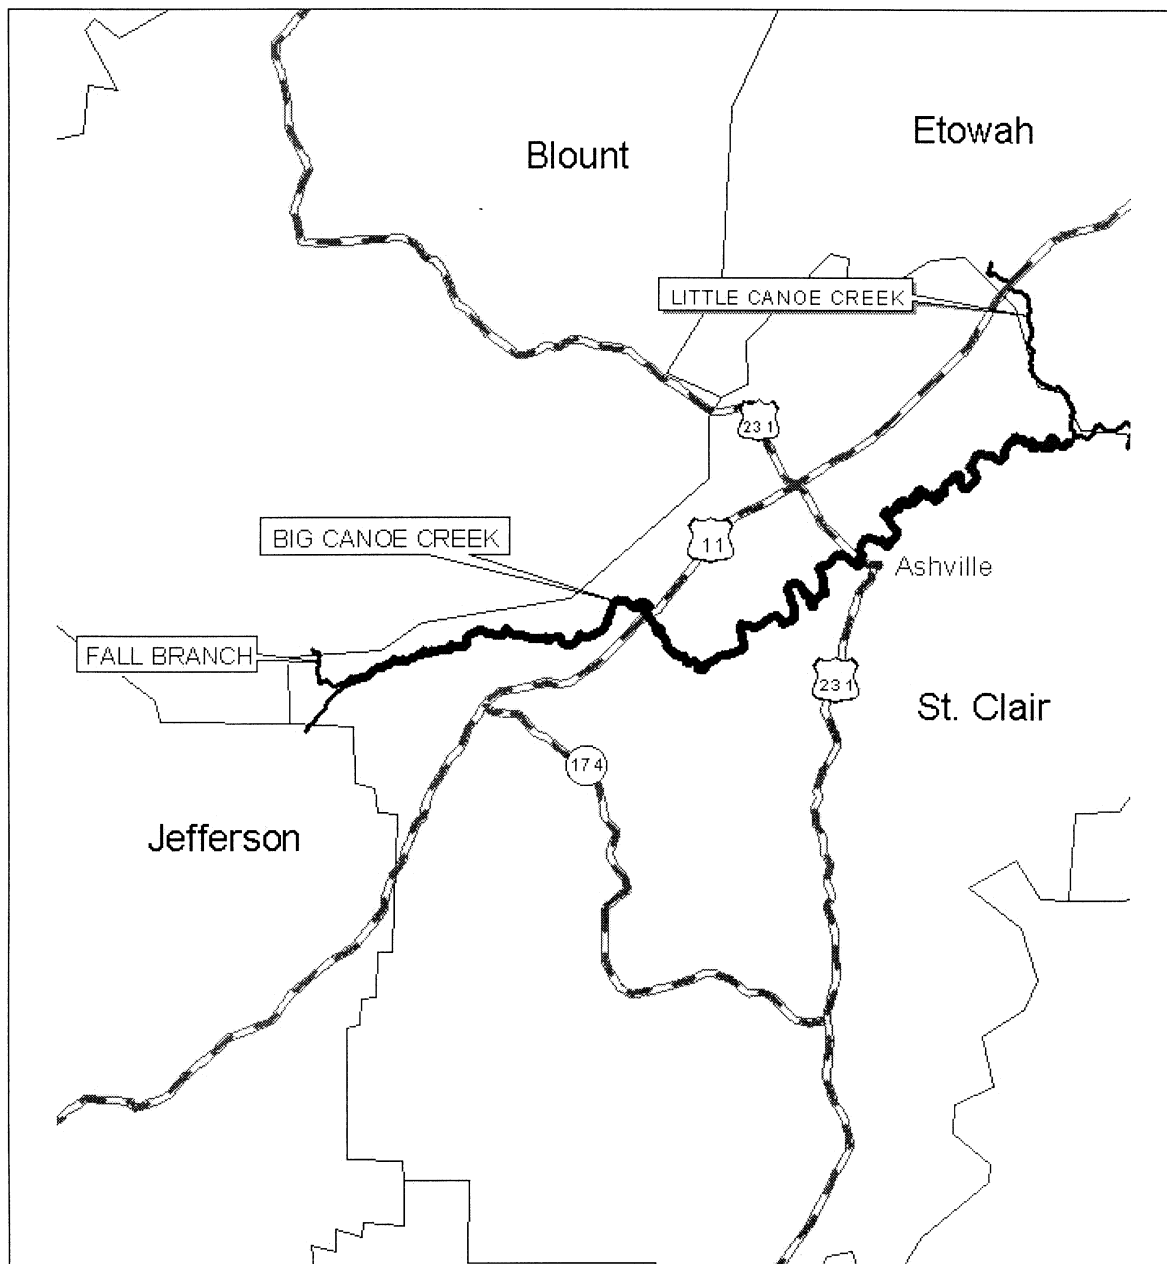 Etowah
Blount
LITTLE CANOE CREEK
231
BIG CANOE CREEK
11
Ashville
FALL BRANCH
231
St. Clair
174
Jefferson